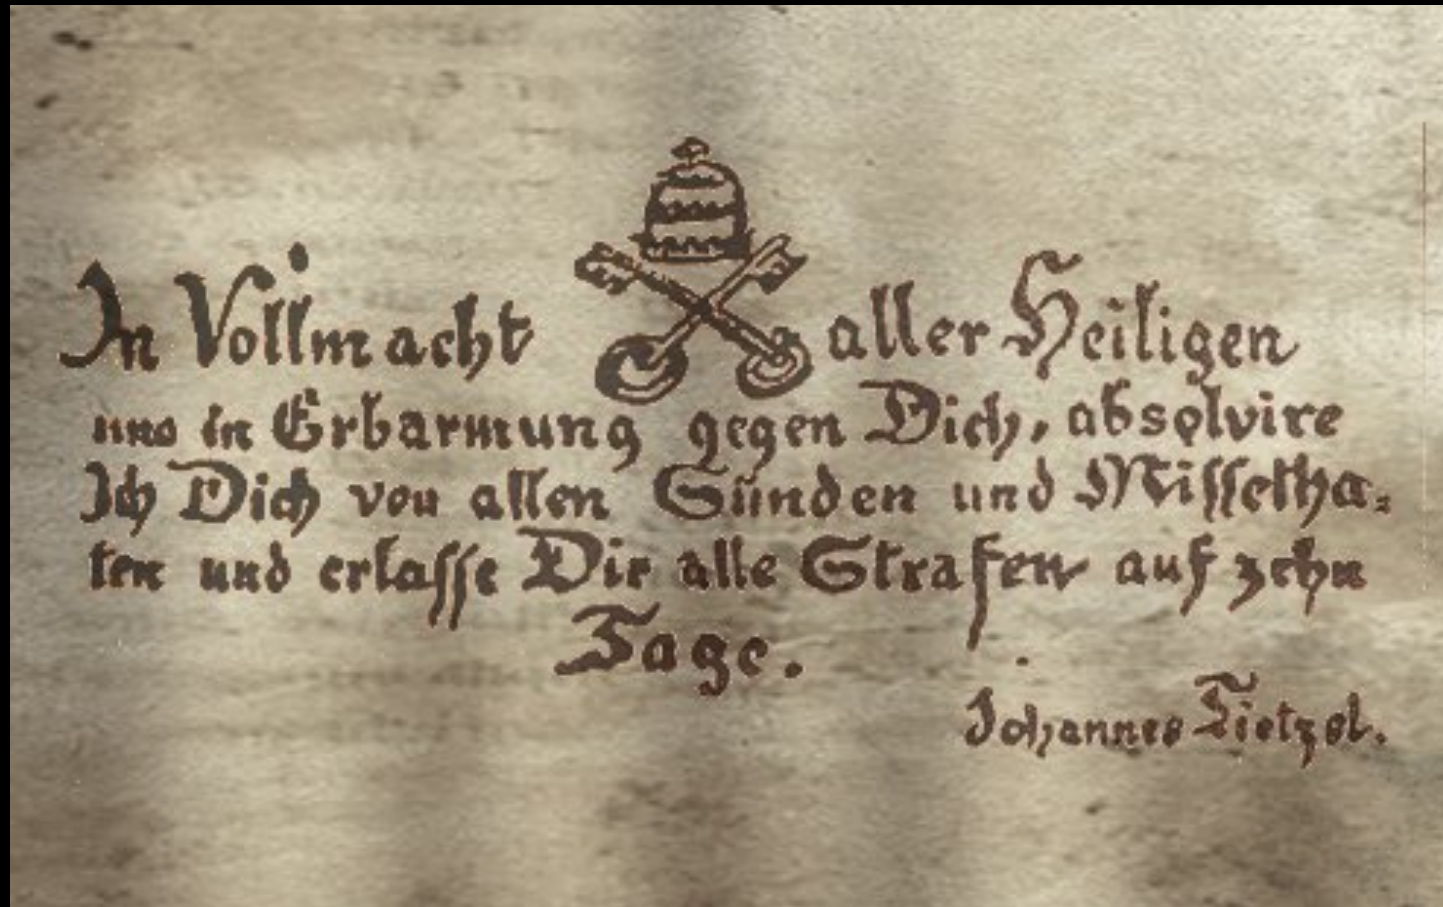 In Vollmacht aller Heiligen
und in Erbarmung gegen Dich, absolvire
Ich Dich von allen Sünden und Missetha=
ten und erlasse Dir alle Strafen auf zehn
Tage.
Johannes Tietzel.